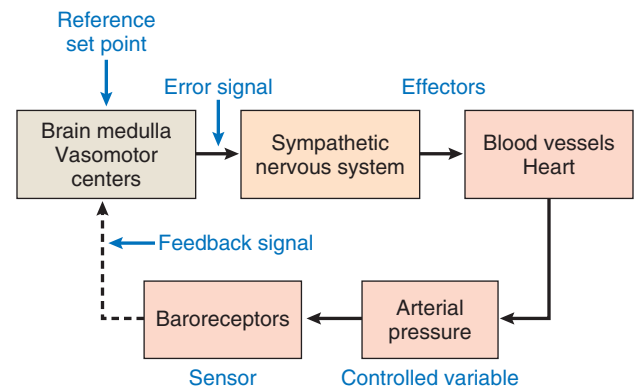 Reference
set point
Error signal
Effectors
Brain medulla
Vasomotor
centers
Sympathetic
nervous system
Blood vessels
Heart
Feedback signal
Baroreceptors
Arterial
pressure
Sensor
Controlled variable